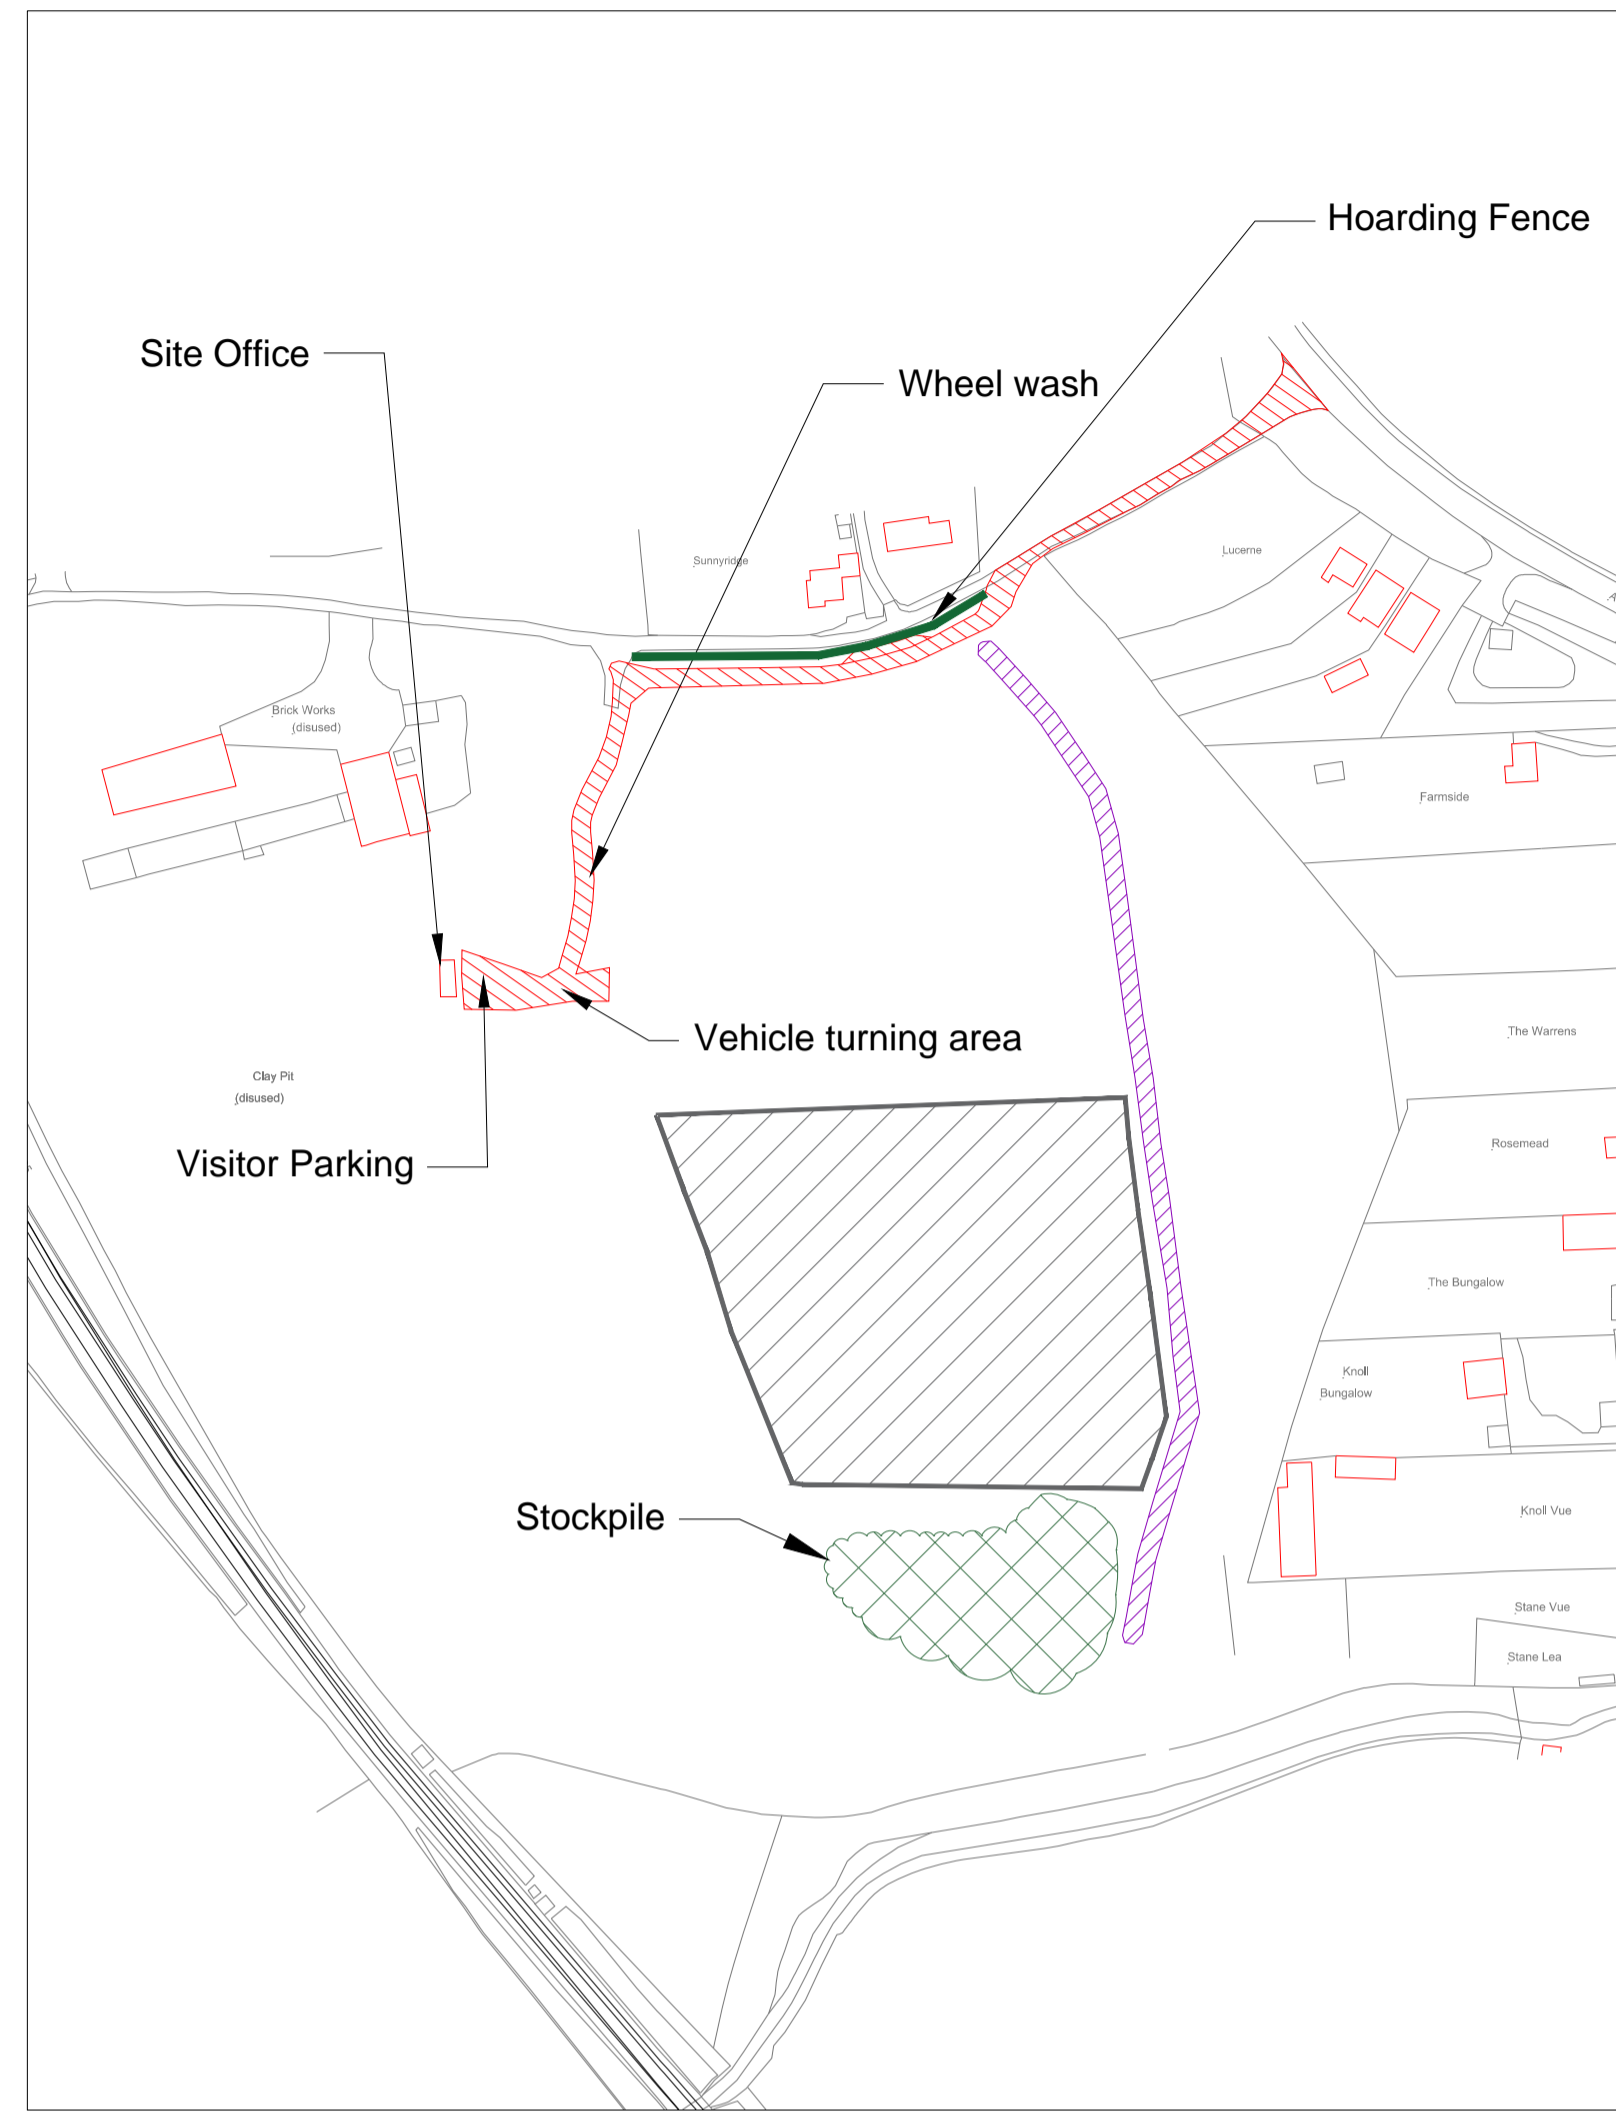 Hoarding Fence
Site Office
Wheel wash
Sunnyridge
Lucerne
Brick Works
(disused)
Farmside
Vehicle turning area
The Warrens
Clay Pit
(disused)
Visitor Parking
Rosemead
The Bungalow
Knoll
Bungalow
Stockpile
Knoll Vue
Stane Vue
Stane Lea